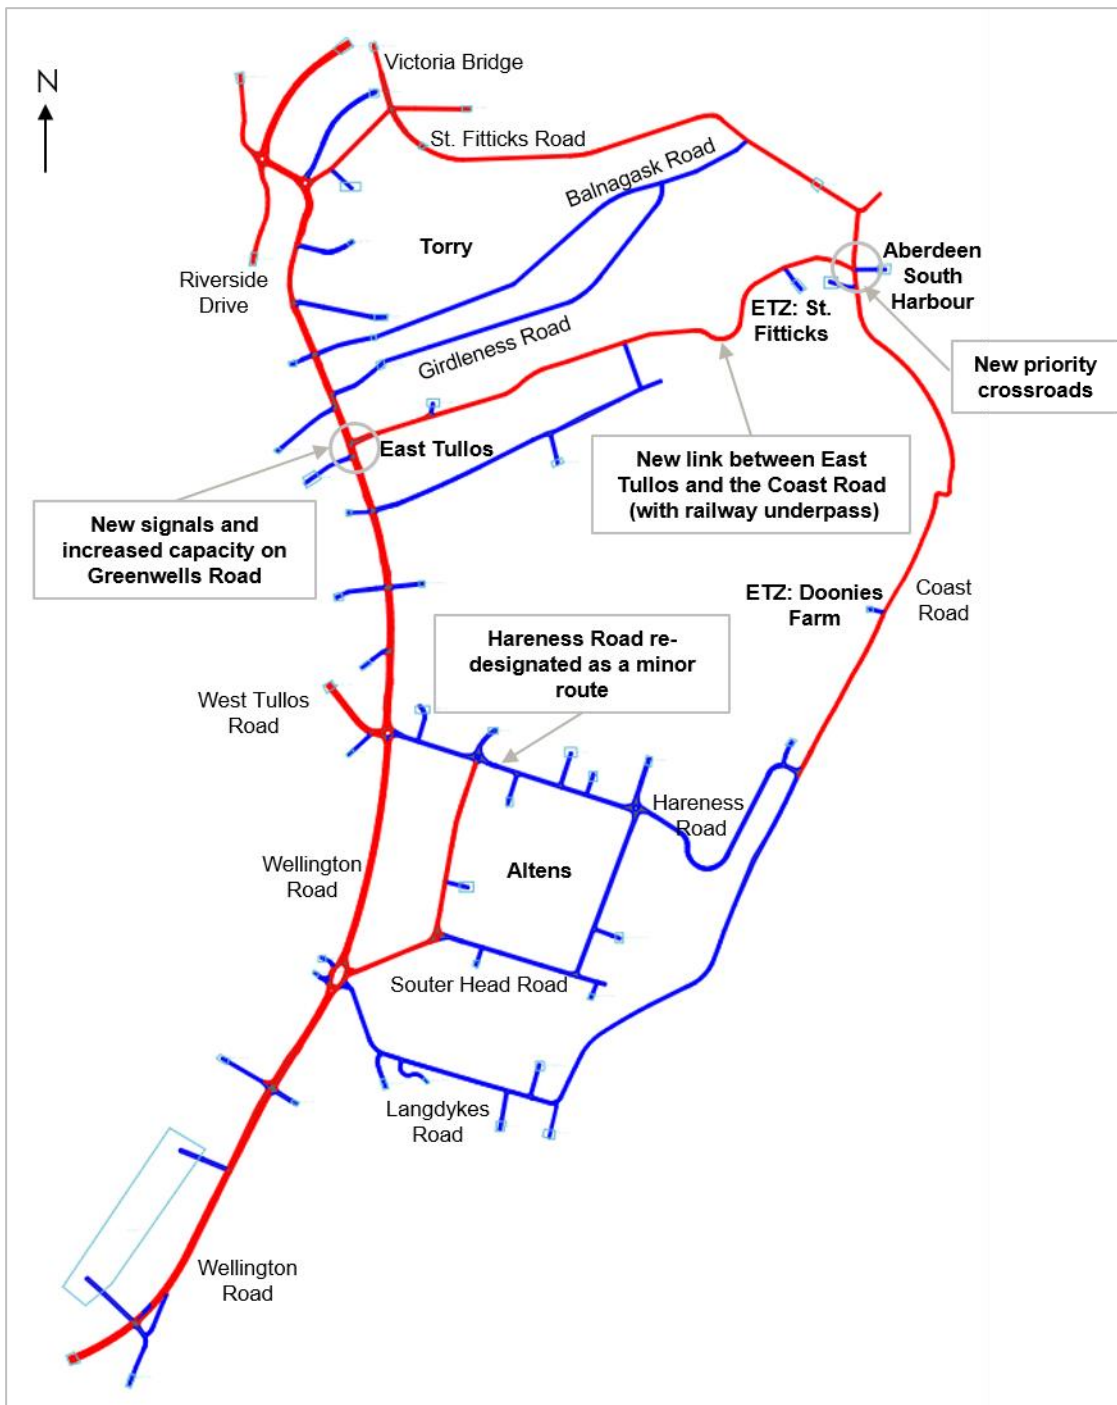 Victoria Bridge
N
St. Fitticks Road
Balnagask Road
Torry
Aberdeen
South
Harbour
Riverside
Drive
ETZ: St.
Fitticks
Girdleness Road
New priority
crossroads
East Tullos
New link between East
Tullos and the Coast Road
(with railway underpass)
New signals and
increased capacity on
Greenwells Road
ETZ: Doonies
Farm
Coast
Road
Hareness Road re-
designated as a minor
route
West Tullos
Road
Hareness
Road
Wellington
Road
Altens
Souter Head Road
Langdykes
Road
Wellington
Road